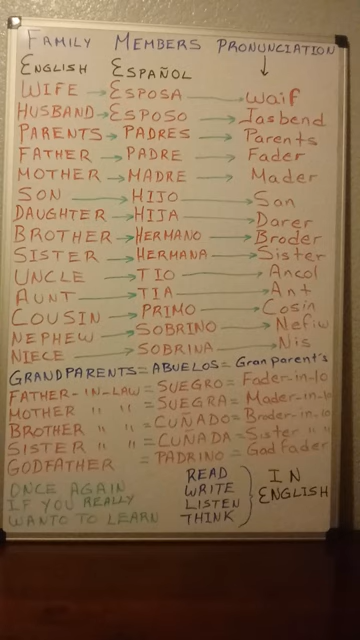 FAMILY MEMBERS PRONUNCIATION
ENGLISH ESPAÑOL ↓
WIFE → ESPOSA → Waif
HUSBAND → ESPOSO → Jasbend
PARENTS → PADRES → Parents
FATHER → PADRE → Fader
MOTHER → MADRE → Mader
SON → HIJO → San
DAUGHTER → HIJA → Darer
BROTHER → HERMANO → Broder
SISTER → HERMANA → Sister
UNCLE → TIO → Ancol
AUNT → TIA → Ant
COUSIN → PRIMO → Cosin
NEPHEW → SOBRINO → Nefiw
NIECE → SOBRINA → Nis
GRANDPARENTS = ABUELOS = Granparent's
FATHER-IN-LAW = SUEGRO = Fader-in-lo
MOTHER " " = SUEGRA = Mader-in-lo
BROTHER " " = CUÑADO = Broder-in-lo
SISTER " " = CUÑADA = Sister " "
GODFATHER = PADRINO = GodFader
ONCE AGAIN
IF YOU REALLY
WANTO TO LEARN
READ
WRITE
LISTEN
THINK
IN
ENGLISH